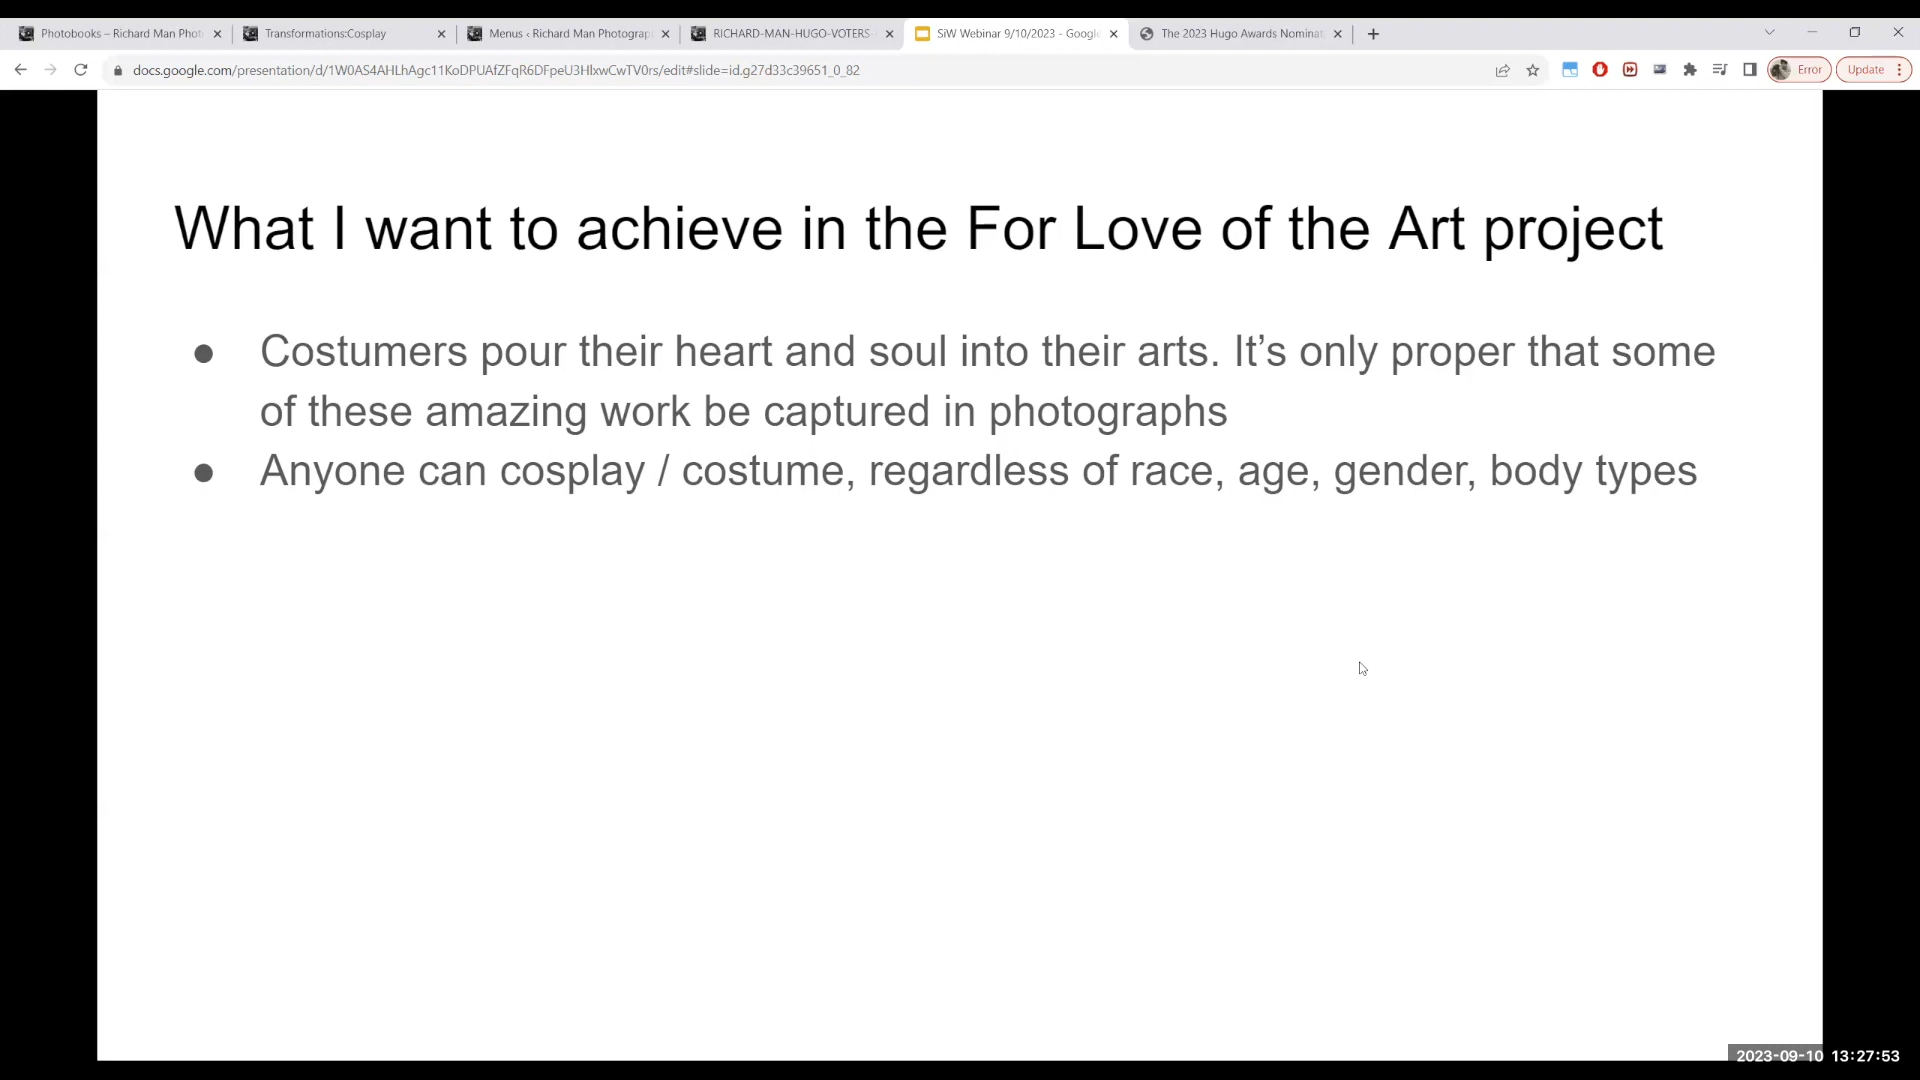 Photobooks – Richard Man Phot
Transformations:Cosplay
Menus ‹ Richard Man Photograp
RICHARD-MAN-HUGO-VOTERS-
SiW Webinar 9/10/2023 - Google
The 2023 Hugo Awards Nominat
docs.google.com/presentation/d/1W0AS4AHLhAgc11KoDPUAfZFqR6DFpeU3HlxwCwTV0rs/edit#slide=id.g27d33c39651_0_82
Error
Update
What I want to achieve in the For Love of the Art project
● Costumers pour their heart and soul into their arts. It’s only proper that some
of these amazing work be captured in photographs
● Anyone can cosplay / costume, regardless of race, age, gender, body types
2023-09-10 13:27:53